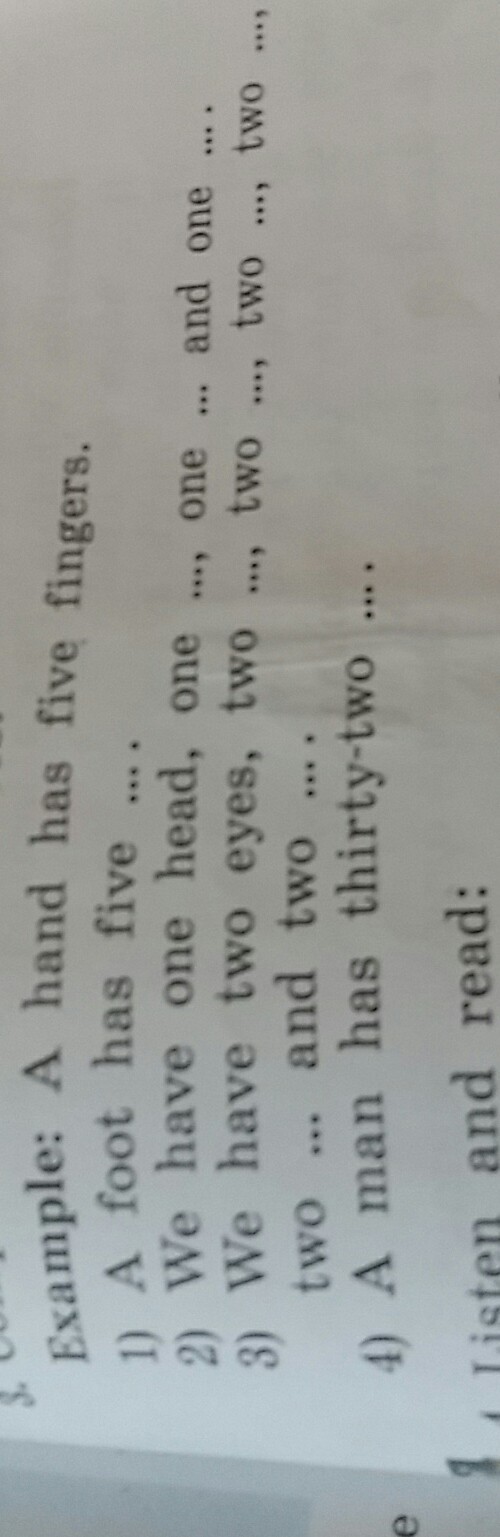 3.
Example: A hand has five fingers.
1) A foot has five ... .
2) We have one head, one ..., one ... and one ... .
3) We have two eyes, two ..., two ..., two ..., two ..., two ...,
two ... and two ... .
4) A man has thirty-two ... .
Listen and read:
e